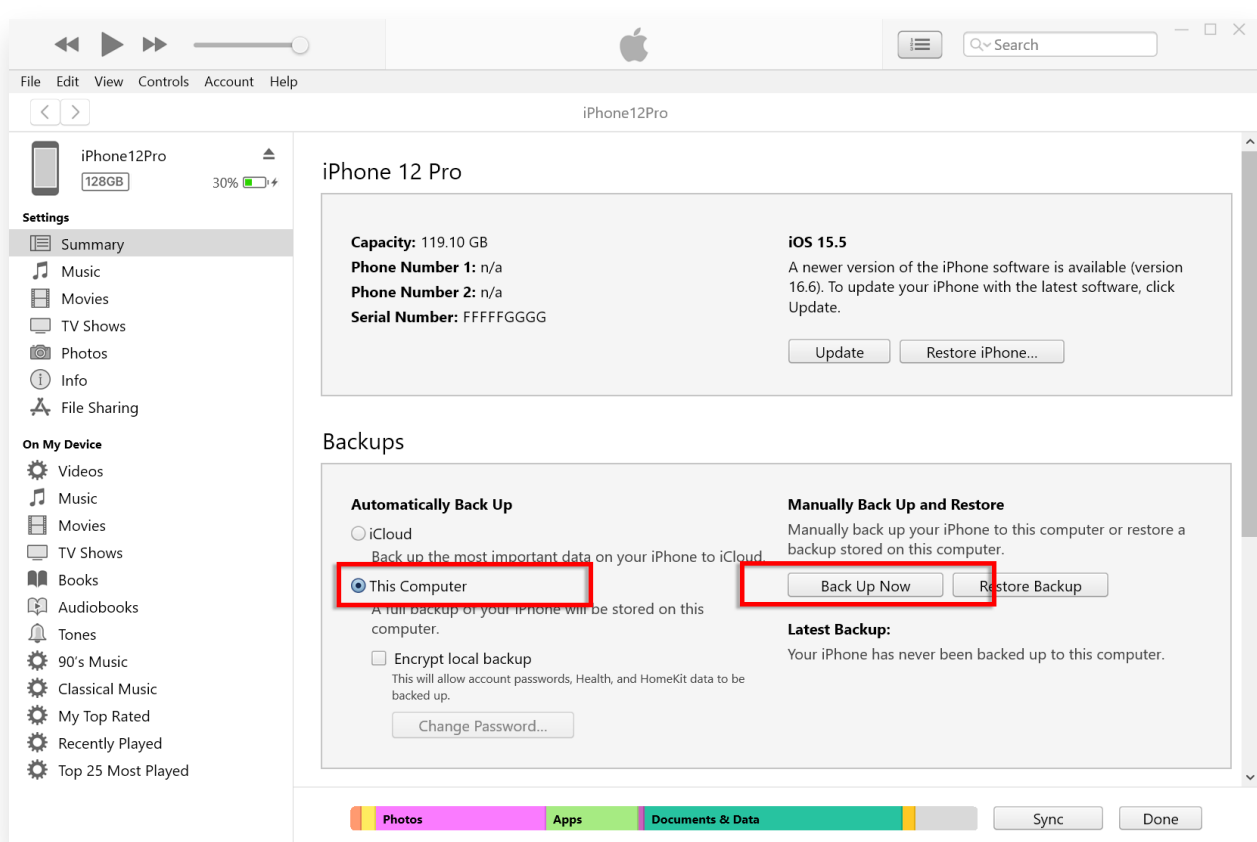 Search
File Edit View Controls Account Help
iPhone12Pro
iPhone12Pro
128GB
30%
Settings
Summary
Music
Movies
TV Shows
Photos
Info
File Sharing
On My Device
Videos
Music
Movies
TV Shows
Books
Audiobooks
Tones
90's Music
Classical Music
My Top Rated
Recently Played
Top 25 Most Played
iPhone 12 Pro
Capacity: 119.10 GB
Phone Number 1: n/a
Phone Number 2: n/a
Serial Number: FFFFFGGGG
iOS 15.5
A newer version of the iPhone software is available (version
16.6). To update your iPhone with the latest software, click
Update.
Update
Restore iPhone...
Backups
Automatically Back Up
iCloud
Back up the most important data on your iPhone to iCloud.
This Computer
A full backup of your iPhone will be stored on this
computer.
Encrypt local backup
This will allow account passwords, Health, and HomeKit data to be
backed up.
Change Password...
Manually Back Up and Restore
Manually back up your iPhone to this computer or restore a
backup stored on this computer.
Back Up Now
Restore Backup
Latest Backup:
Your iPhone has never been backed up to this computer.
Photos
Apps
Documents & Data
Sync
Done